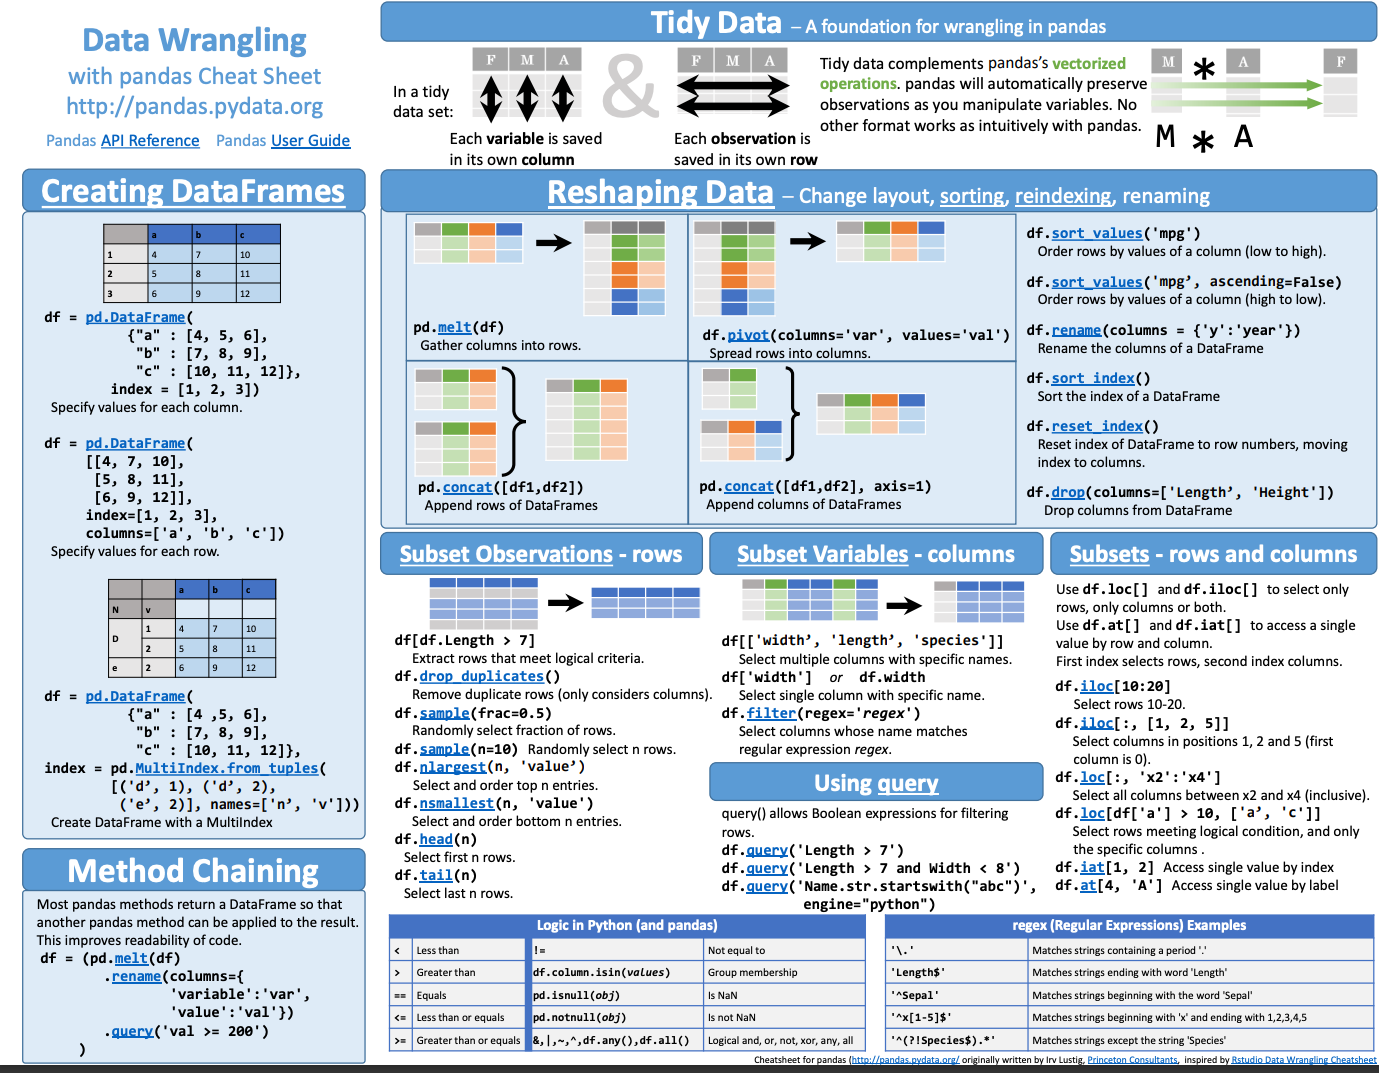 Data Wrangling
with pandas Cheat Sheet
http://pandas.pydata.org
Pandas API Reference Pandas User Guide
Creating DataFrames
a b c
1 4 7 10
2 5 8 11
3 6 9 12
df = pd.DataFrame(
{"a" : [4, 5, 6],
"b" : [7, 8, 9],
"c" : [10, 11, 12]},
index = [1, 2, 3])
Specify values for each column.
df = pd.DataFrame(
[[4, 7, 10],
[5, 8, 11],
[6, 9, 12]],
index=[1, 2, 3],
columns=['a', 'b', 'c'])
Specify values for each row.
a b c
N v
D 1 4 7 10
2 5 8 11
e 2 6 9 12
df = pd.DataFrame(
{"a" : [4 ,5, 6],
"b" : [7, 8, 9],
"c" : [10, 11, 12]},
index = pd.MultiIndex.from_tuples(
[('d’, 1), ('d’, 2),
('e’, 2)], names=['n’, 'v']))
Create DataFrame with a MultiIndex
Method Chaining
Most pandas methods return a DataFrame so that
another pandas method can be applied to the result.
This improves readability of code.
df = (pd.melt(df)
.rename(columns={
'variable':'var',
'value':'val'})
.query('val >= 200')
)
Tidy Data – A foundation for wrangling in pandas
In a tidy
data set:
F M A
Each variable is saved
in its own column
&
F M A
Each observation is
saved in its own row
Tidy data complements pandas’s vectorized
operations. pandas will automatically preserve
observations as you manipulate variables. No
other format works as intuitively with pandas.
M * A F
M * A
Reshaping Data – Change layout, sorting, reindexing, renaming
pd.melt(df)
Gather columns into rows.
df.pivot(columns='var', values='val')
Spread rows into columns.
pd.concat([df1,df2])
Append rows of DataFrames
pd.concat([df1,df2], axis=1)
Append columns of DataFrames
df.sort_values('mpg')
Order rows by values of a column (low to high).
df.sort_values('mpg’, ascending=False)
Order rows by values of a column (high to low).
df.rename(columns = {'y':'year'})
Rename the columns of a DataFrame
df.sort_index()
Sort the index of a DataFrame
df.reset_index()
Reset index of DataFrame to row numbers, moving
index to columns.
df.drop(columns=['Length’, 'Height'])
Drop columns from DataFrame
Subset Observations - rows
df[df.Length > 7]
Extract rows that meet logical criteria.
df.drop_duplicates()
Remove duplicate rows (only considers columns).
df.sample(frac=0.5)
Randomly select fraction of rows.
df.sample(n=10) Randomly select n rows.
df.nlargest(n, 'value’)
Select and order top n entries.
df.nsmallest(n, 'value')
Select and order bottom n entries.
df.head(n)
Select first n rows.
df.tail(n)
Select last n rows.
Subset Variables - columns
df[['width’, 'length’, 'species']]
Select multiple columns with specific names.
df['width'] or df.width
Select single column with specific name.
df.filter(regex='regex')
Select columns whose name matches
regular expression regex.
Using query
query() allows Boolean expressions for filtering
rows.
df.query('Length > 7')
df.query('Length > 7 and Width < 8')
df.query('Name.str.startswith("abc")',
engine="python")
Subsets - rows and columns
Use df.loc[] and df.iloc[] to select only
rows, only columns or both.
Use df.at[] and df.iat[] to access a single
value by row and column.
First index selects rows, second index columns.
df.iloc[10:20]
Select rows 10-20.
df.iloc[:, [1, 2, 5]]
Select columns in positions 1, 2 and 5 (first
column is 0).
df.loc[:, 'x2':'x4']
Select all columns between x2 and x4 (inclusive).
df.loc[df['a'] > 10, ['a’, 'c']]
Select rows meeting logical condition, and only
the specific columns .
df.iat[1, 2] Access single value by index
df.at[4, 'A'] Access single value by label
Logic in Python (and pandas)
< Less than != Not equal to
> Greater than df.column.isin(values) Group membership
== Equals pd.isnull(obj) Is NaN
<= Less than or equals pd.notnull(obj) Is not NaN
>= Greater than or equals &,|,~,^,df.any(),df.all() Logical and, or, not, xor, any, all
regex (Regular Expressions) Examples
'\.' Matches strings containing a period '.'
'Length$' Matches strings ending with word 'Length'
'^Sepal' Matches strings beginning with the word 'Sepal'
'^x[1-5]$' Matches strings beginning with 'x' and ending with 1,2,3,4,5
'^(?!Species$).*' Matches strings except the string 'Species'
Cheatsheet for pandas (http://pandas.pydata.org/ originally written by Irv Lustig, Princeton Consultants, inspired by Rstudio Data Wrangling Cheatsheet